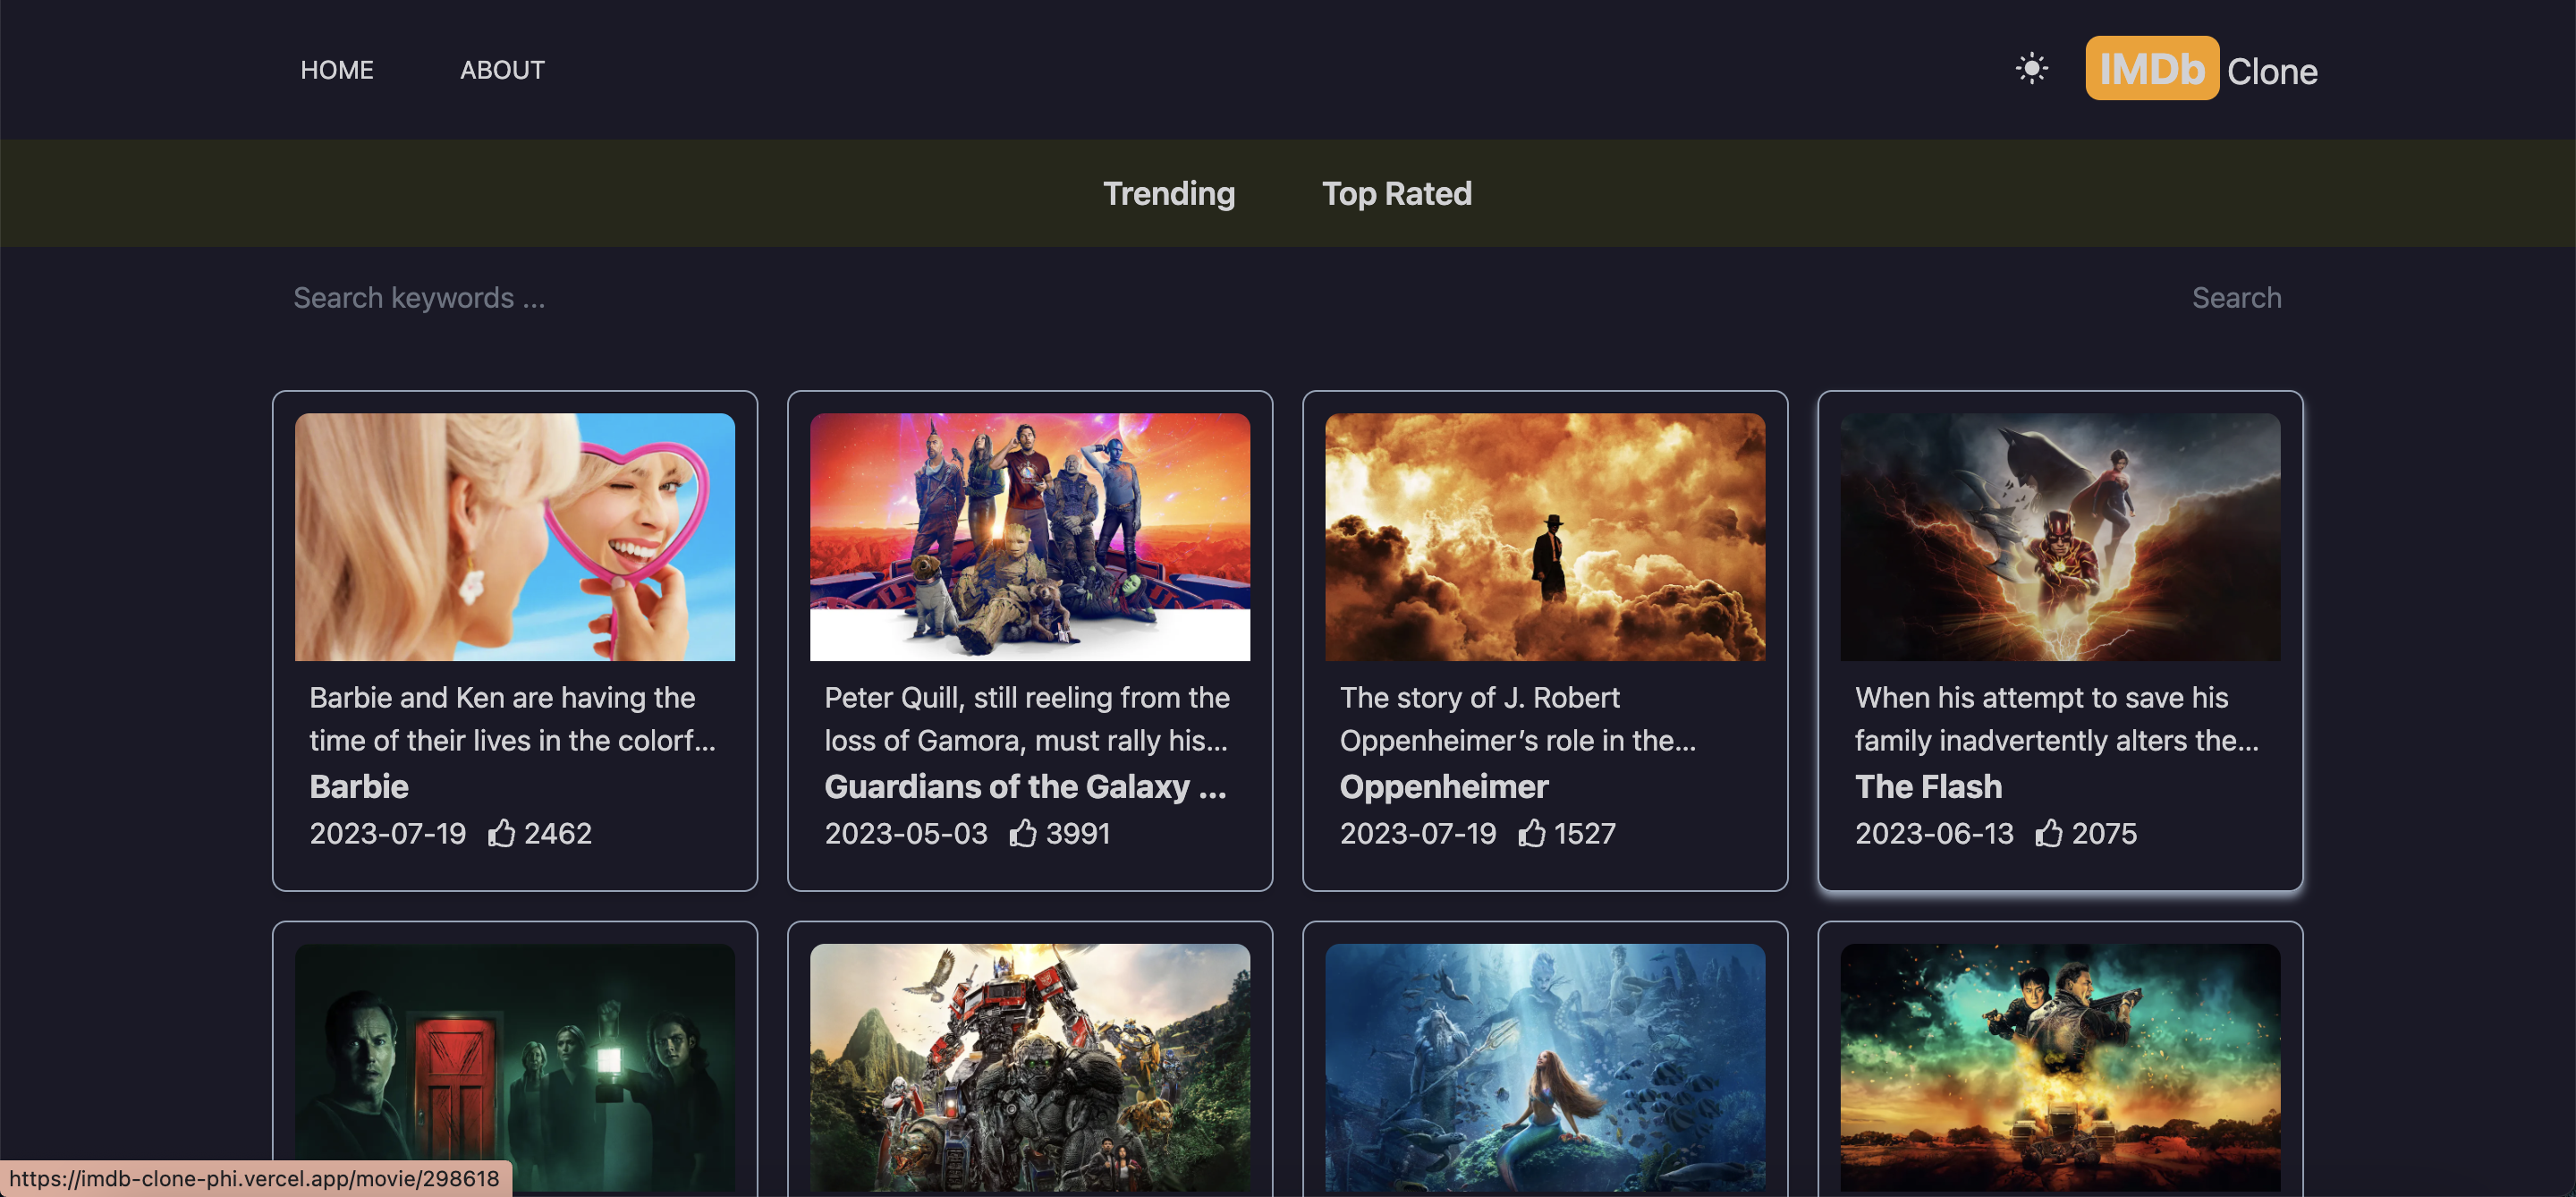 HOME ABOUT IMDb Clone
Trending Top Rated
Search keywords ... Search
Barbie and Ken are having the
time of their lives in the colorf...
Barbie
2023-07-19 2462
Peter Quill, still reeling from the
loss of Gamora, must rally his...
Guardians of the Galaxy ...
2023-05-03 3991
The story of J. Robert
Oppenheimer’s role in the...
Oppenheimer
2023-07-19 1527
When his attempt to save his
family inadvertently alters the...
The Flash
2023-06-13 2075
https://imdb-clone-phi.vercel.app/movie/298618